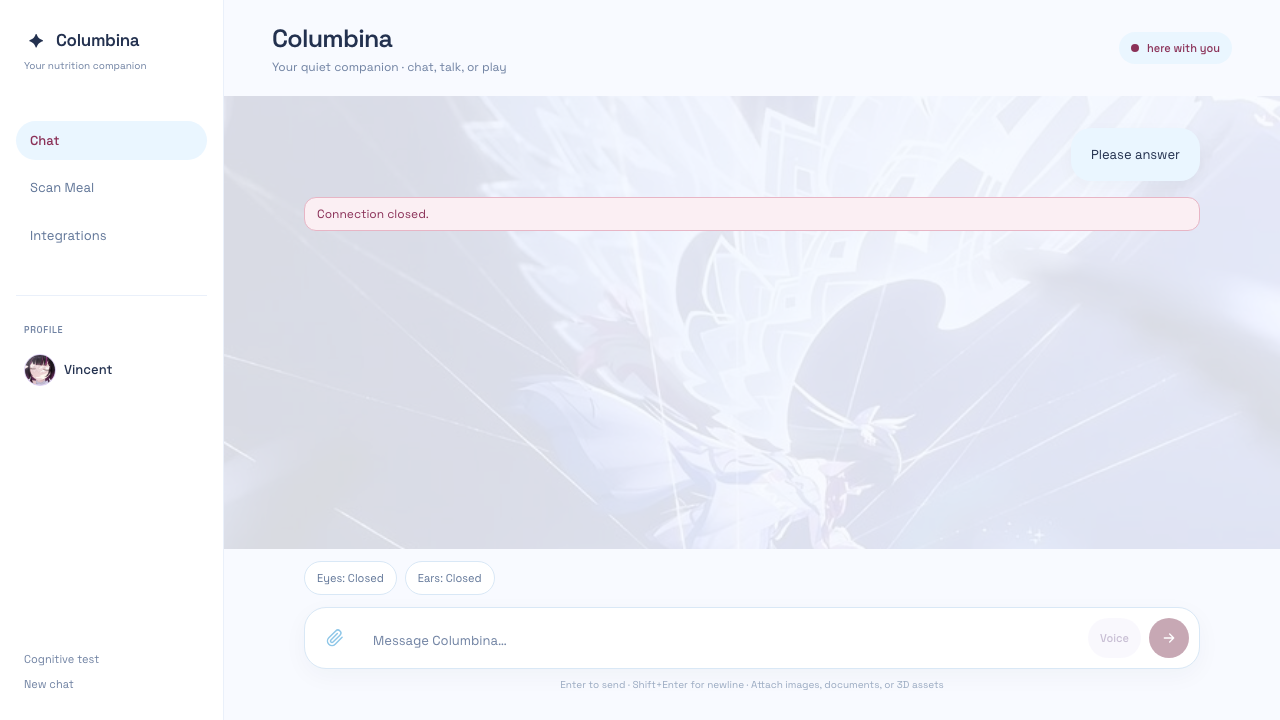 Columbina
Your nutrition companion
Chat
Scan Meal
Integrations
PROFILE
Vincent
Cognitive test
New chat
Columbina
Your quiet companion · chat, talk, or play
here with you
Please answer
Connection closed.
Eyes: Closed
Ears: Closed
Message Columbina…
Voice
Enter to send · Shift+Enter for newline · Attach images, documents, or 3D assets